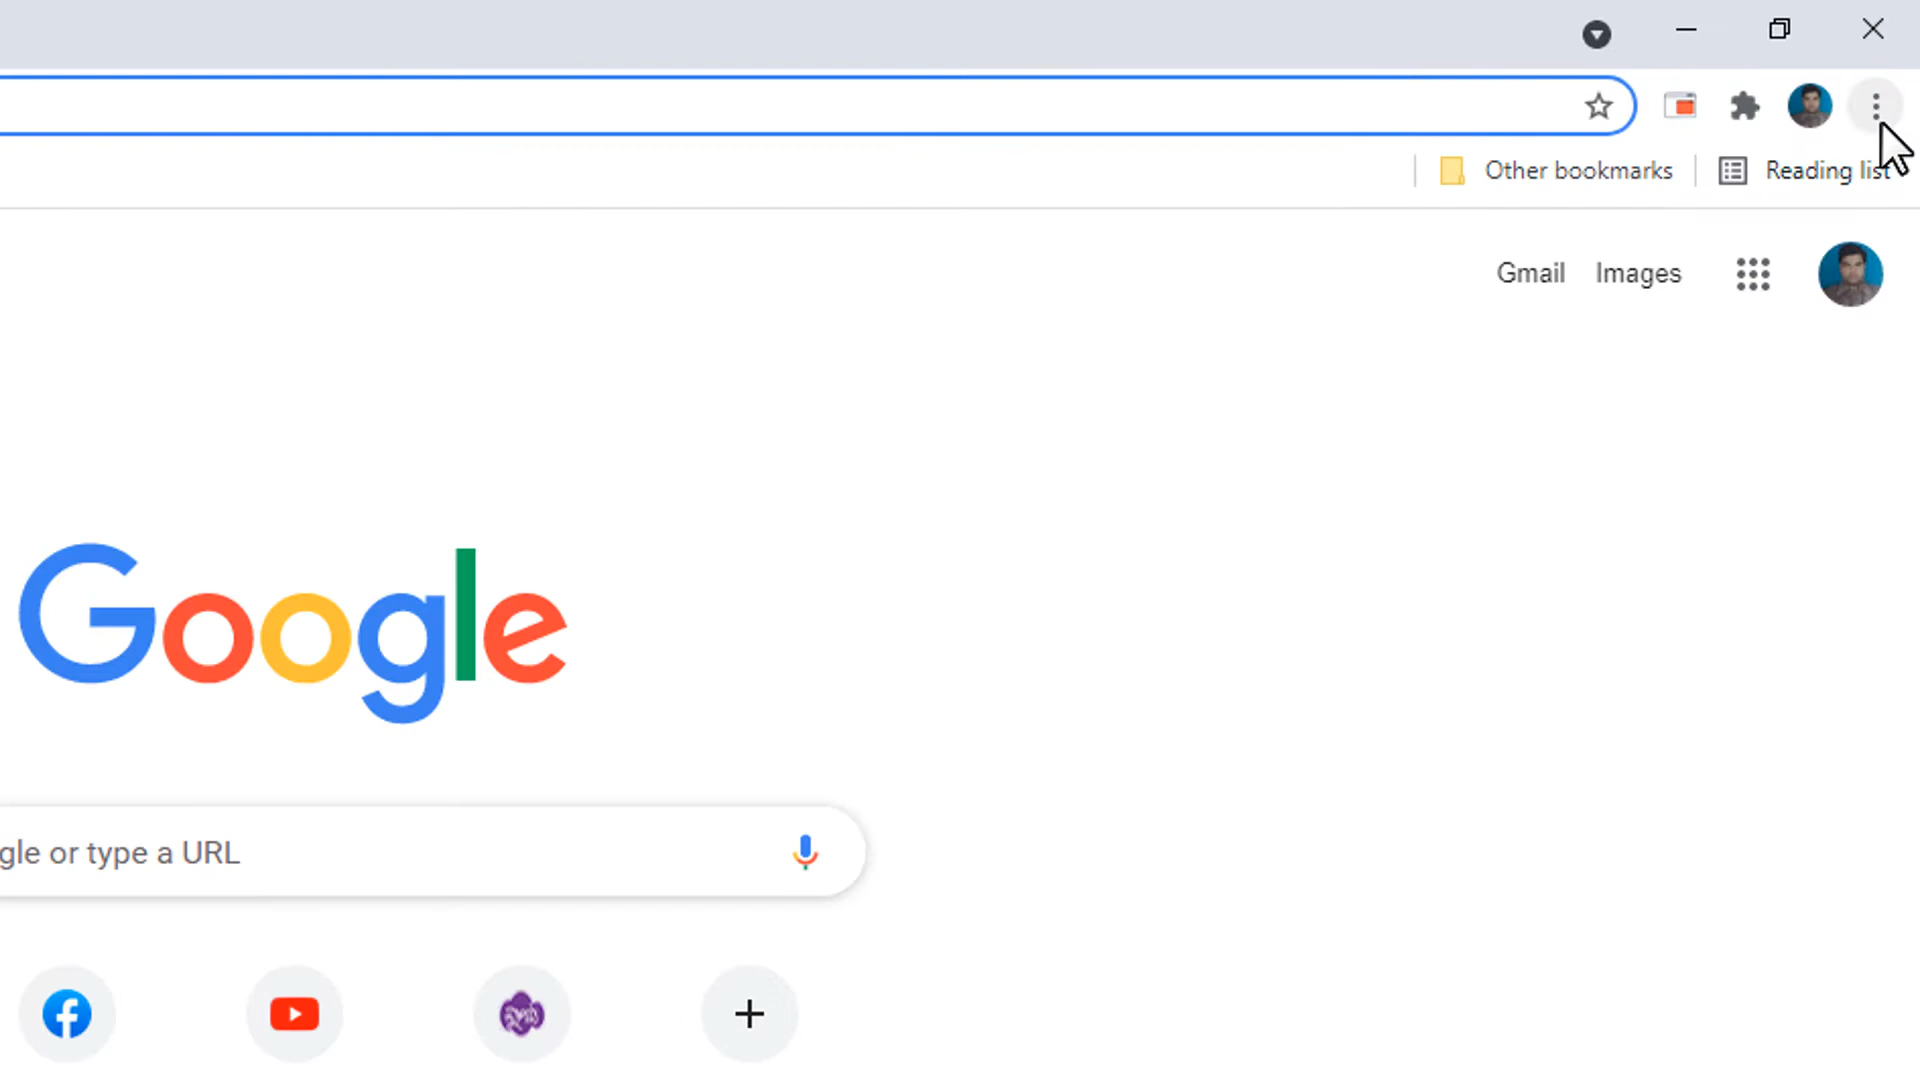 Other bookmarks
Reading list
Gmail Images
Google
gle or type a URL